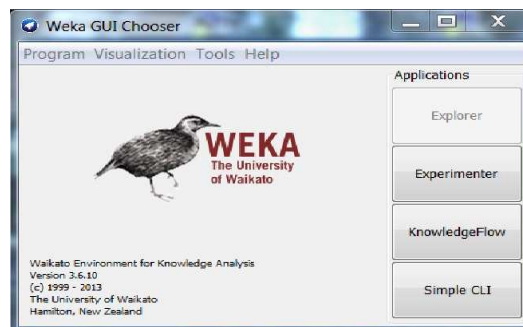 Weka GUI Chooser
Program Visualization Tools Help
Applications
Explorer
WEKA
The University
of Waikato
Experimenter
KnowledgeFlow
Simple CLI
Waikato Environment for Knowledge Analysis
Version 3.6.10
(c) 1999 - 2013
The University of Waikato
Hamilton, New Zealand